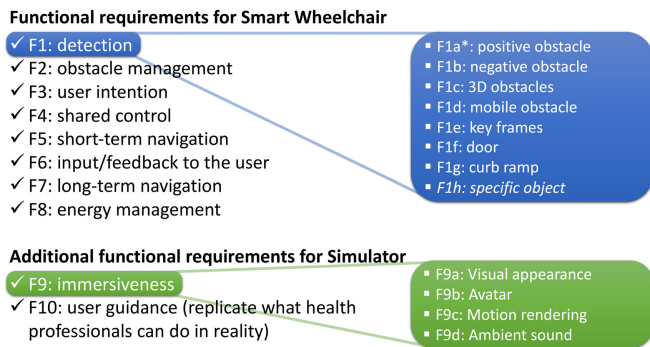 Functional requirements for Smart Wheelchair
✓ F1: detection
✓ F2: obstacle management
✓ F3: user intention
✓ F4: shared control
✓ F5: short-term navigation
✓ F6: input/feedback to the user
✓ F7: long-term navigation
✓ F8: energy management
▪ F1a*: positive obstacle
▪ F1b: negative obstacle
▪ F1c: 3D obstacles
▪ F1d: mobile obstacle
▪ F1e: key frames
▪ F1f: door
▪ F1g: curb ramp
▪ F1h: specific object
Additional functional requirements for Simulator
✓ F9: immersiveness
✓ F10: user guidance (replicate what health
professionals can do in reality)
▪ F9a: Visual appearance
▪ F9b: Avatar
▪ F9c: Motion rendering
▪ F9d: Ambient sound